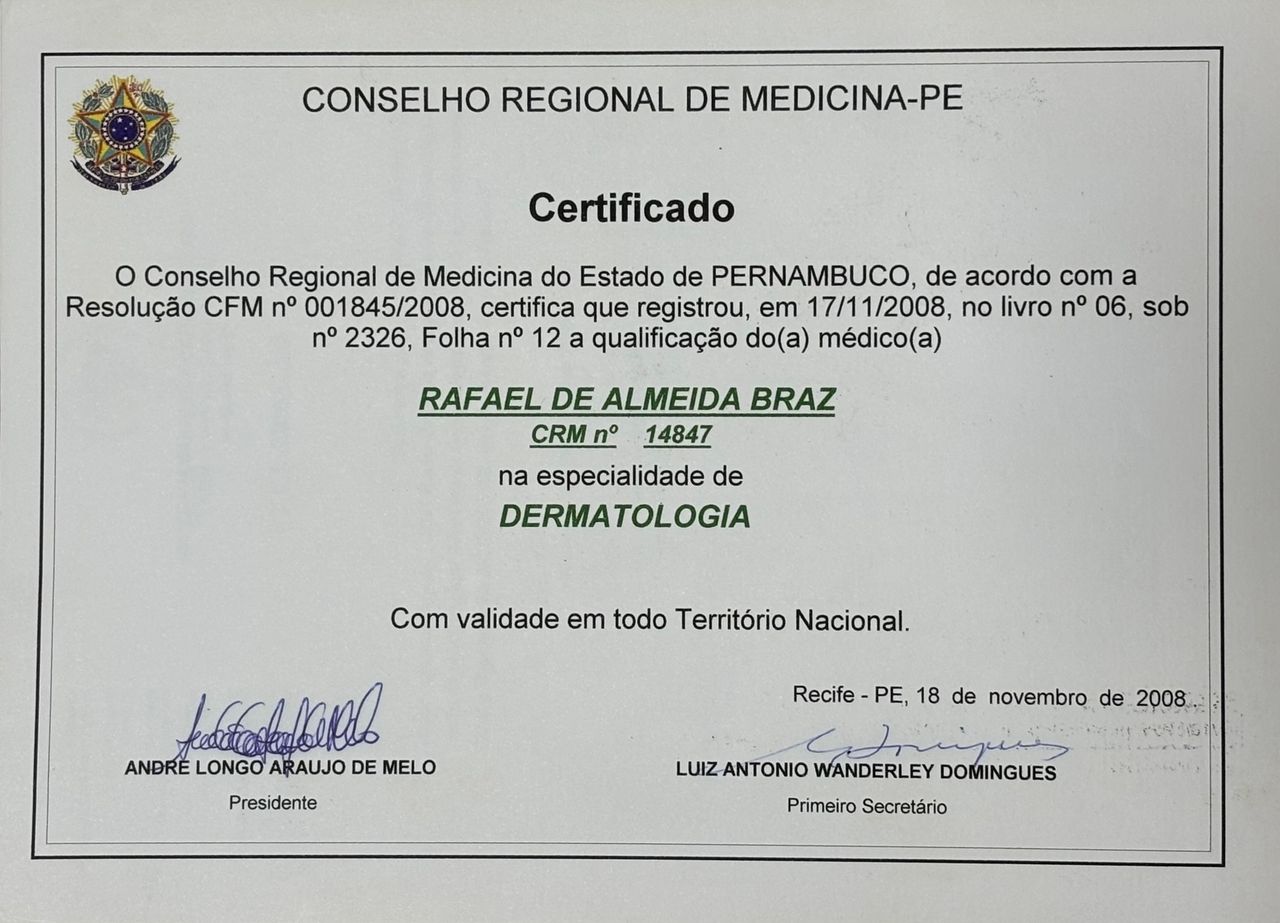 CONSELHO REGIONAL DE MEDICINA-PE
Certificado
O Conselho Regional de Medicina do Estado de PERNAMBUCO, de acordo com a
Resolução CFM nº 001845/2008, certifica que registrou, em 17/11/2008, no livro nº 06, sob
nº 2326, Folha nº 12 a qualificação do(a) médico(a)
RAFAEL DE ALMEIDA BRAZ
CRM nº 14847
na especialidade de
DERMATOLOGIA
Com validade em todo Território Nacional.
Recife - PE, 18 de novembro de 2008
ANDRE LONGO ARAUJO DE MELO
Presidente
LUIZ ANTONIO WANDERLEY DOMINGUES
Primeiro Secretário